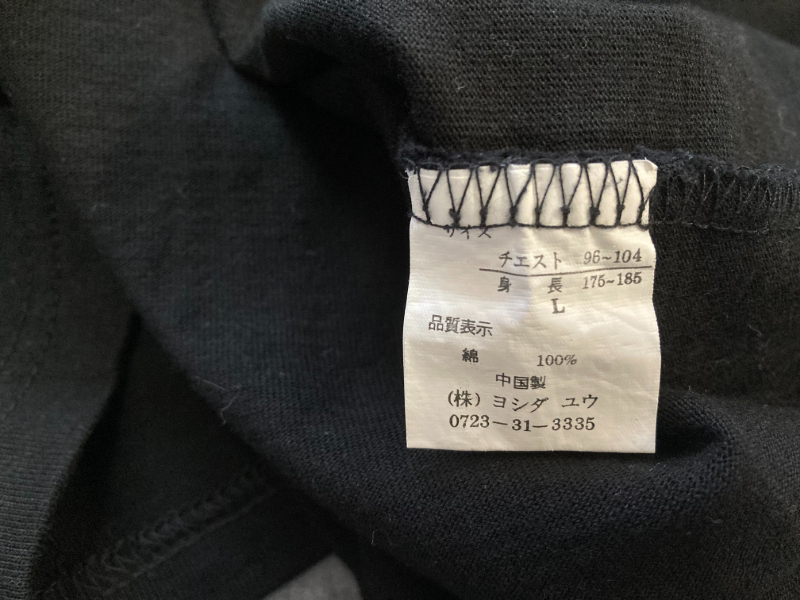 サイズ
チエスト 96~104
身長 175~185
L
品質表示
綿 100%
中国製
(株) ヨシダ ユウ
0723-31-3335